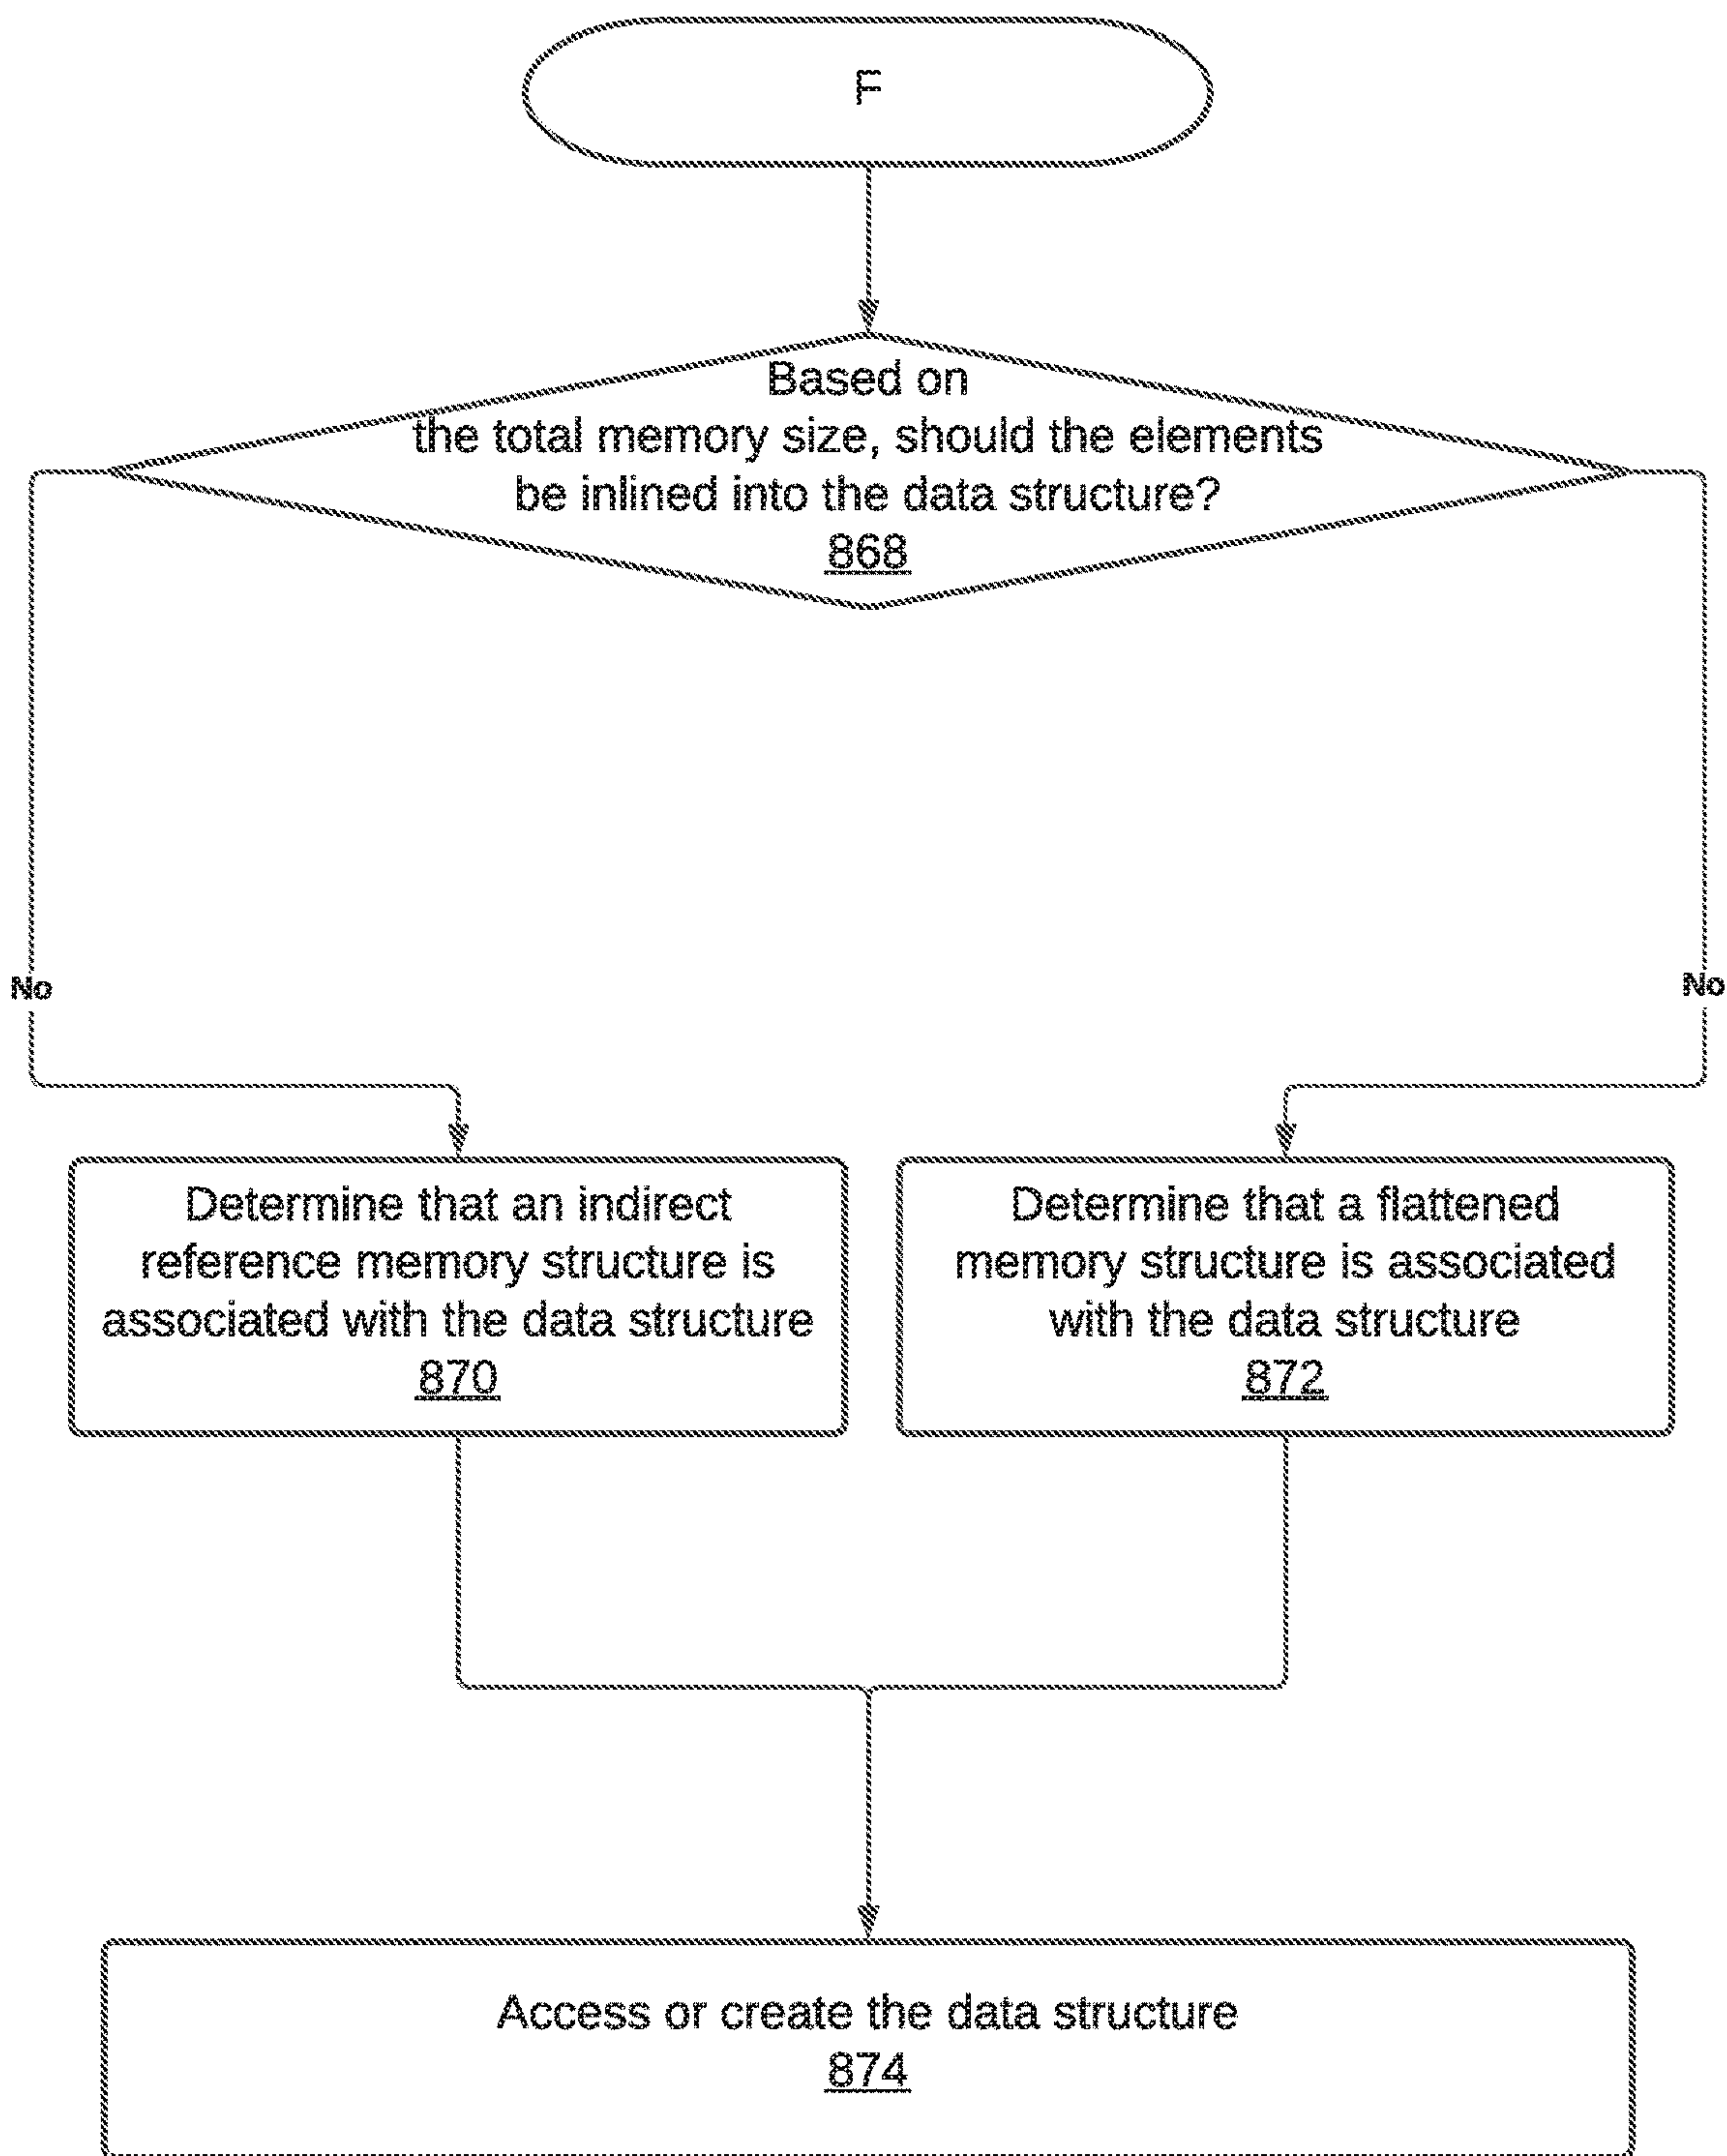 F
Based on
the total memory size, should the elements
be inlined into the data structure?
868
No
No
Determine that an indirect
reference memory structure is
associated with the data structure
870
Determine that a flattened
memory structure is associated
with the data structure
872
Access or create the data structure
874